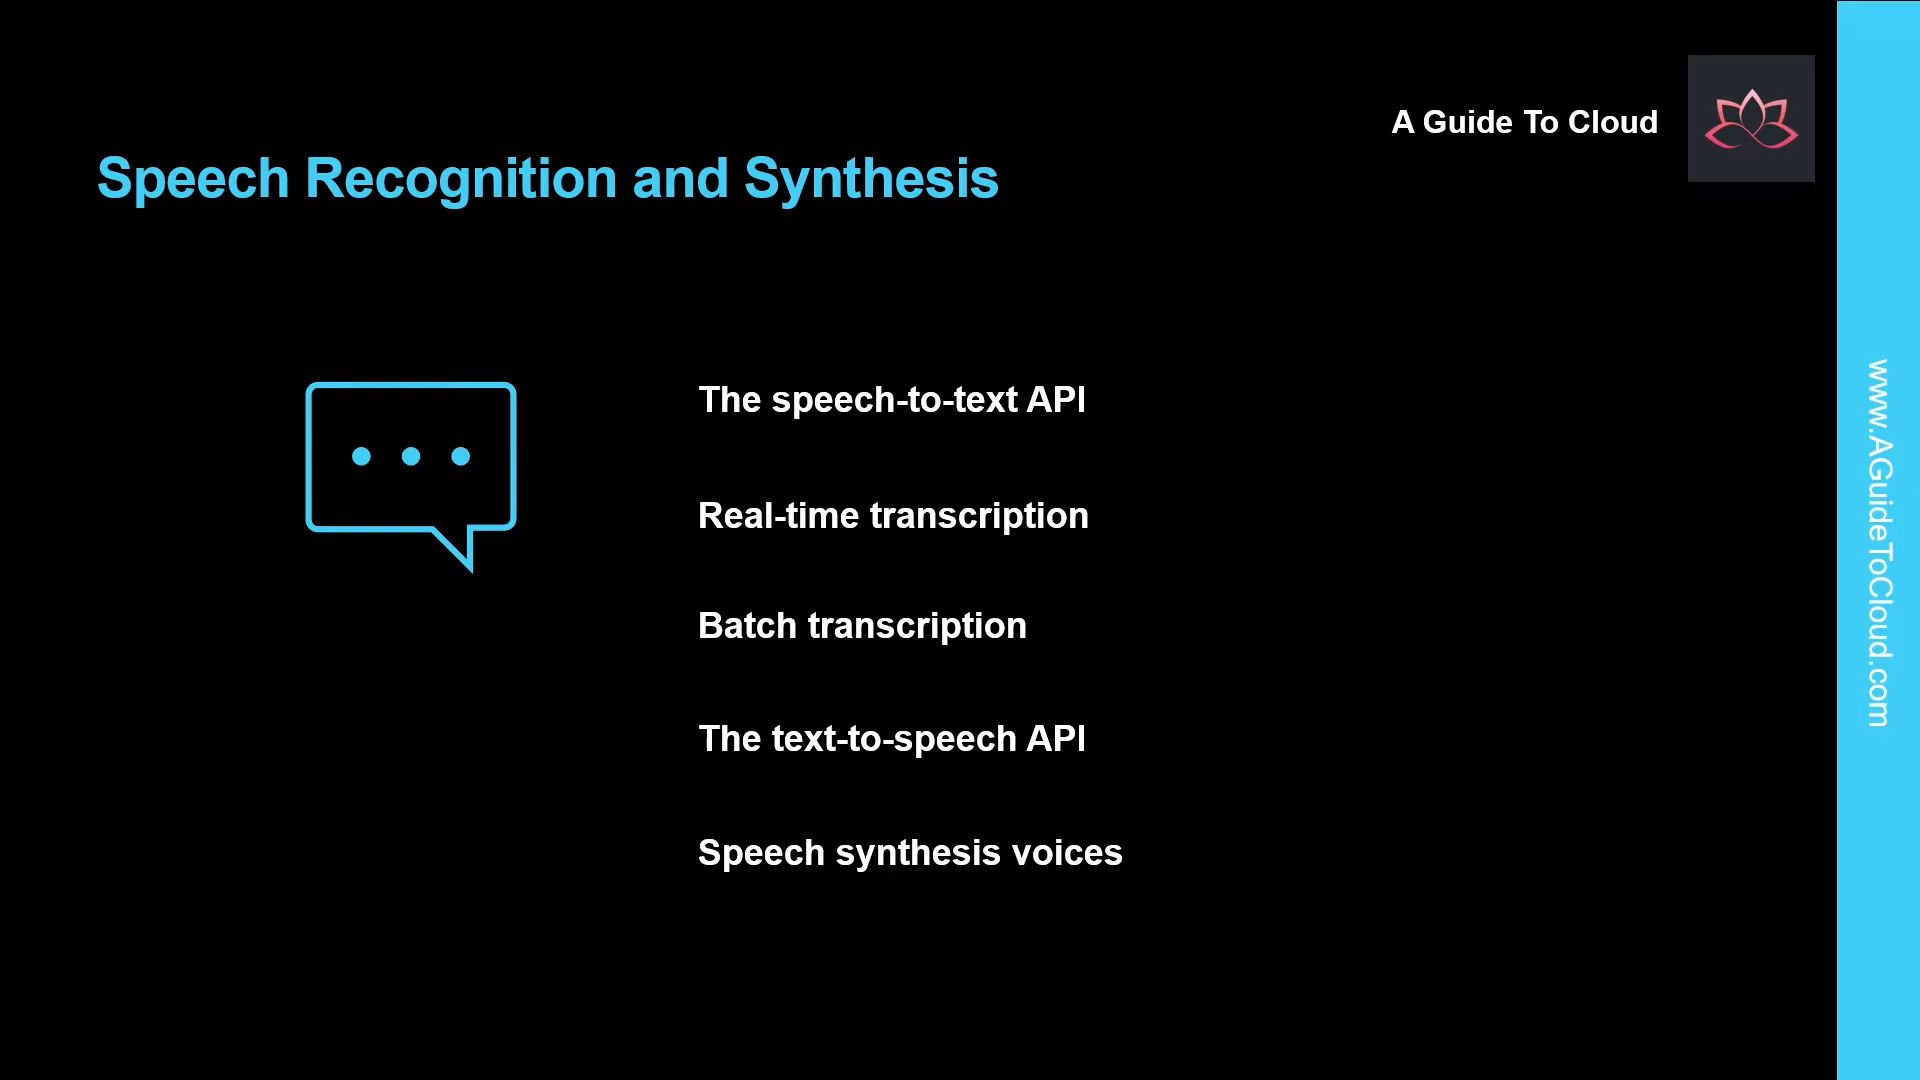 A Guide To Cloud
Speech Recognition and Synthesis
The speech-to-text API
Real-time transcription
Batch transcription
The text-to-speech API
Speech synthesis voices
www.AGuideToCloud.com